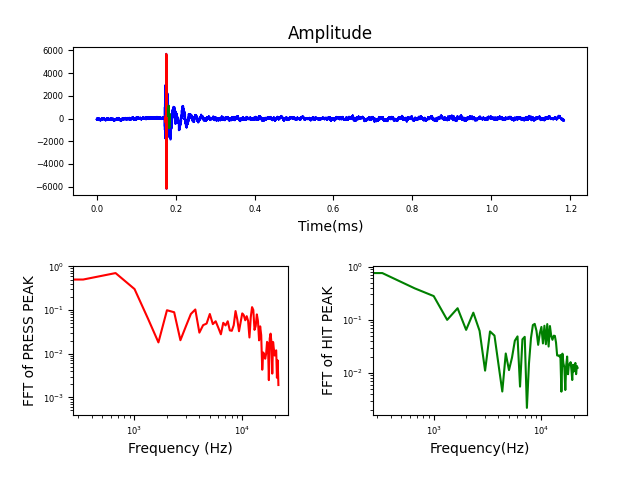 Amplitude
6000
4000
2000
0
−2000
−4000
−6000
0.0 0.2 0.4 0.6 0.8 1.0 1.2
Time(ms)
FFT of PRESS PEAK
10⁰
10⁻¹
10⁻²
10⁻³
10³ 10⁴
Frequency (Hz)
FFT of HIT PEAK
10⁰
10⁻¹
10⁻²
10³ 10⁴
Frequency(Hz)